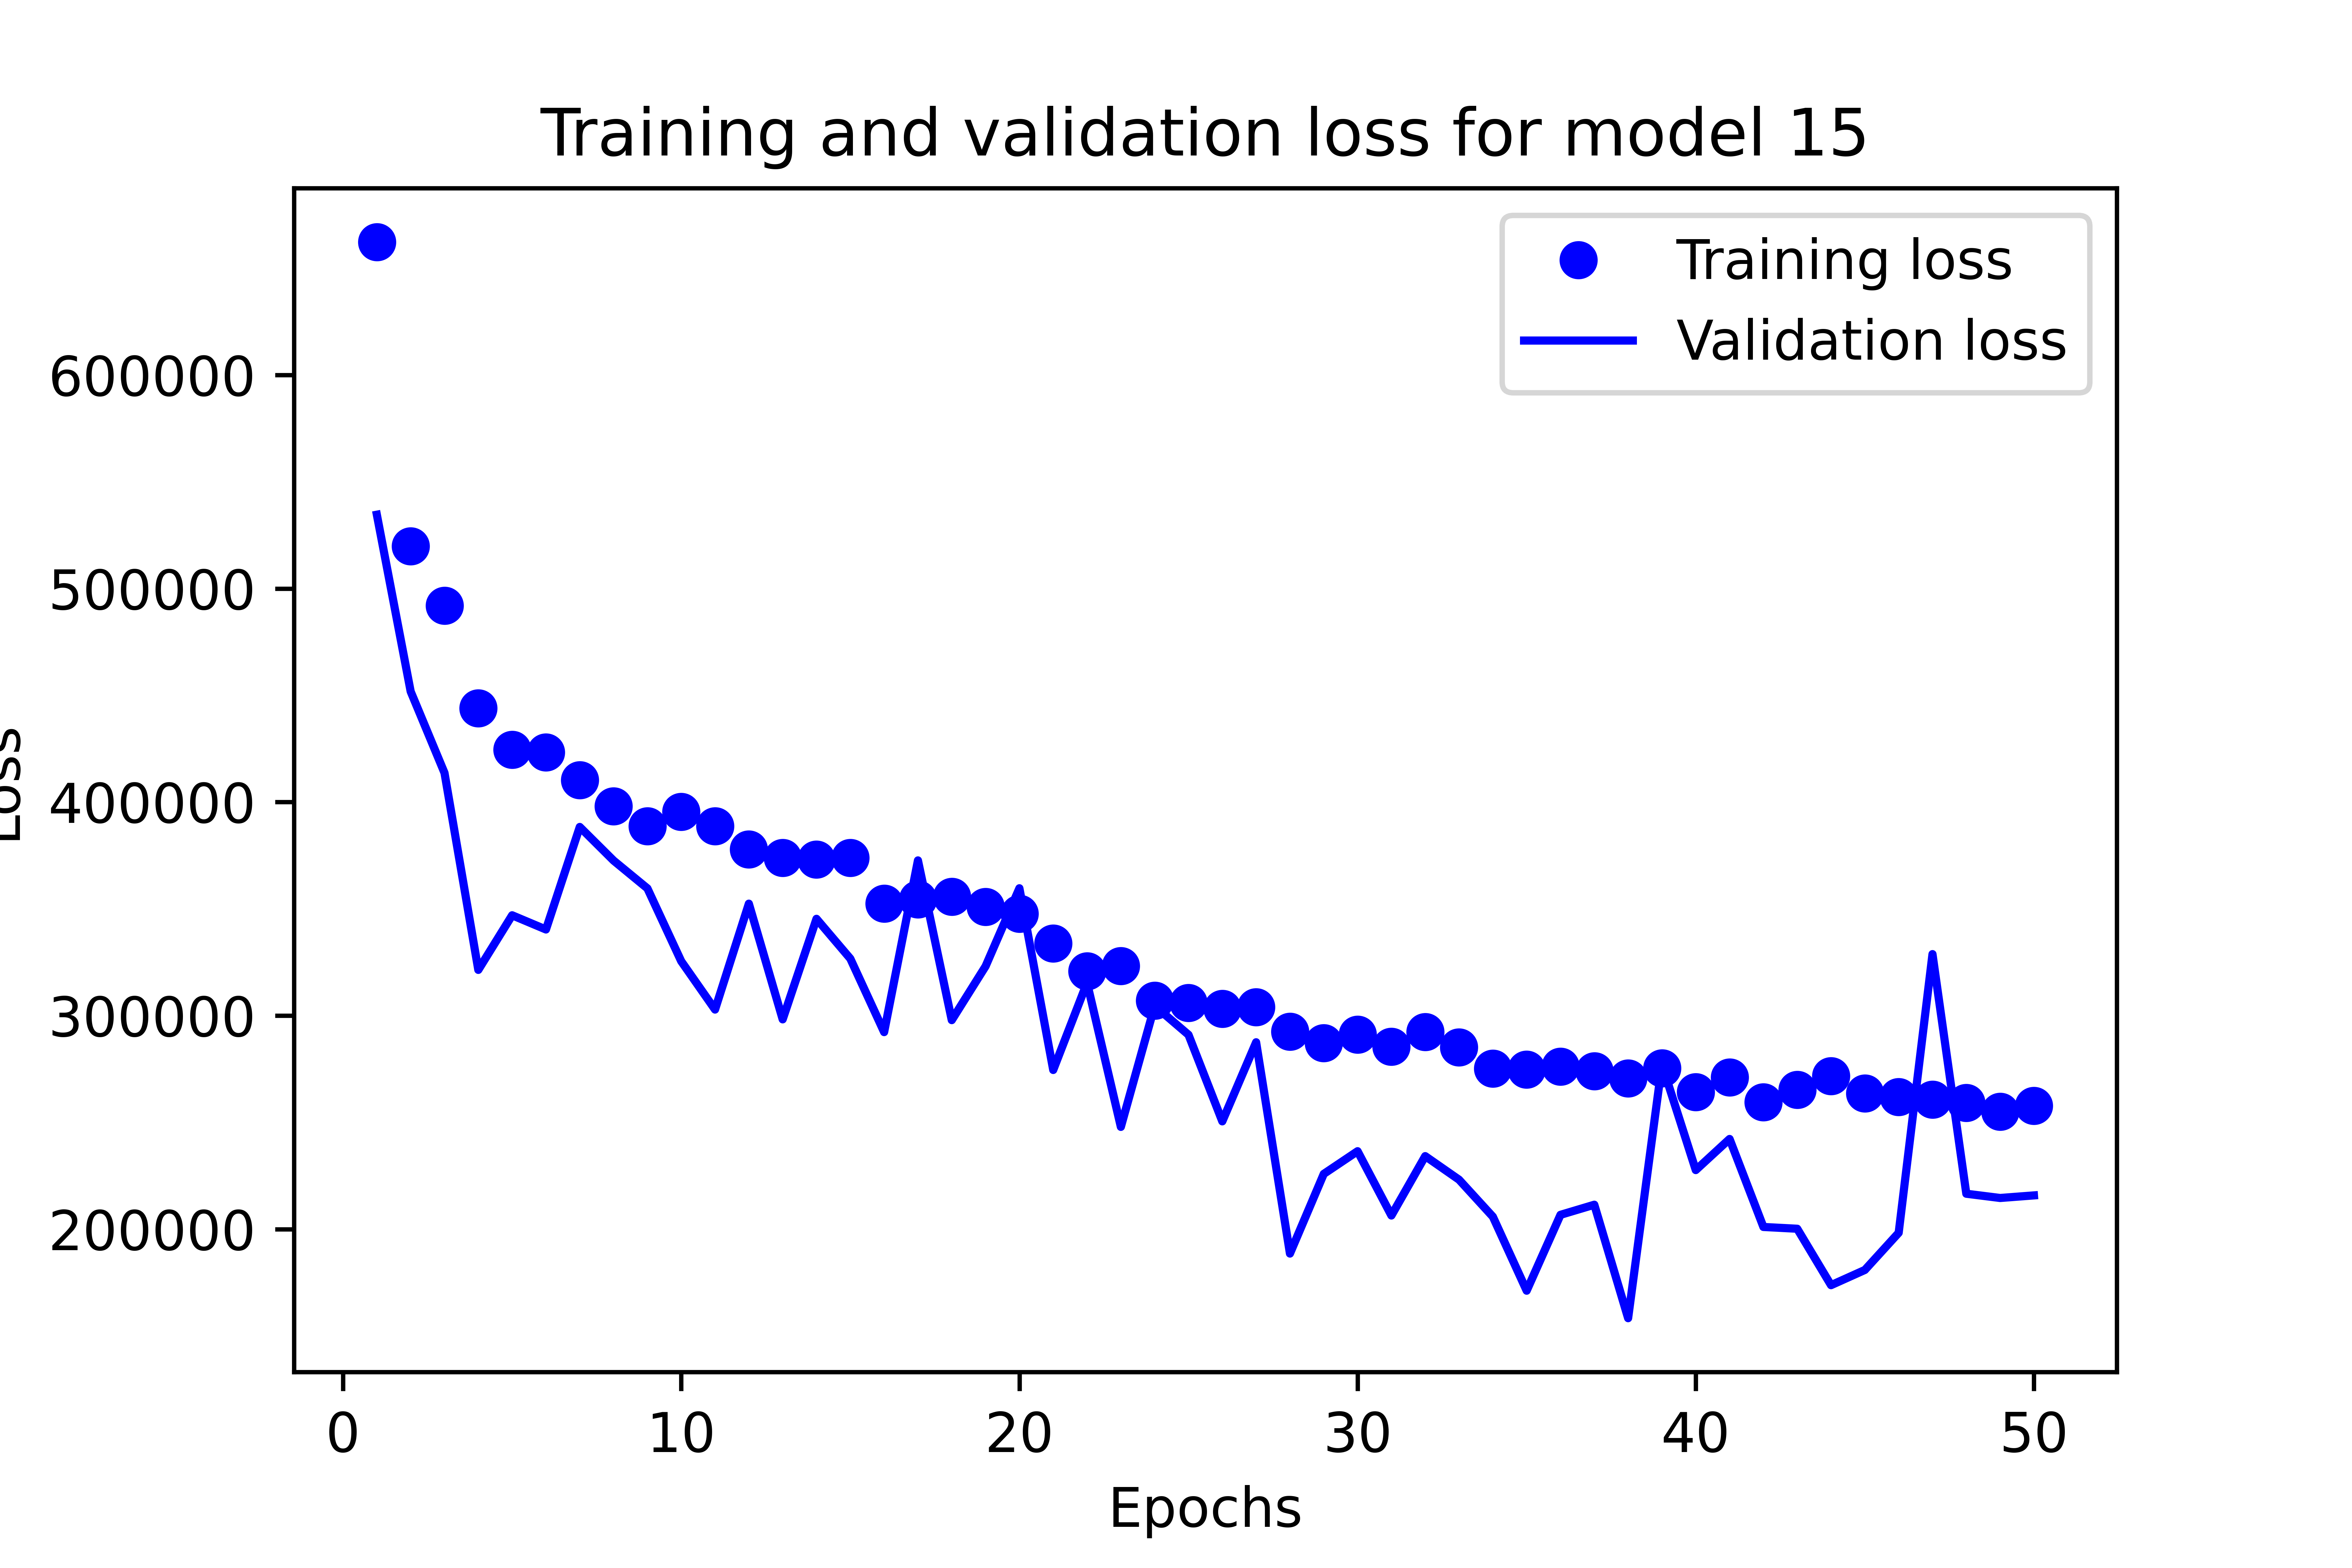 Training and validation loss for model 15
Training loss
Validation loss
600000
500000
400000
300000
200000
Loss
0 10 20 30 40 50
Epochs